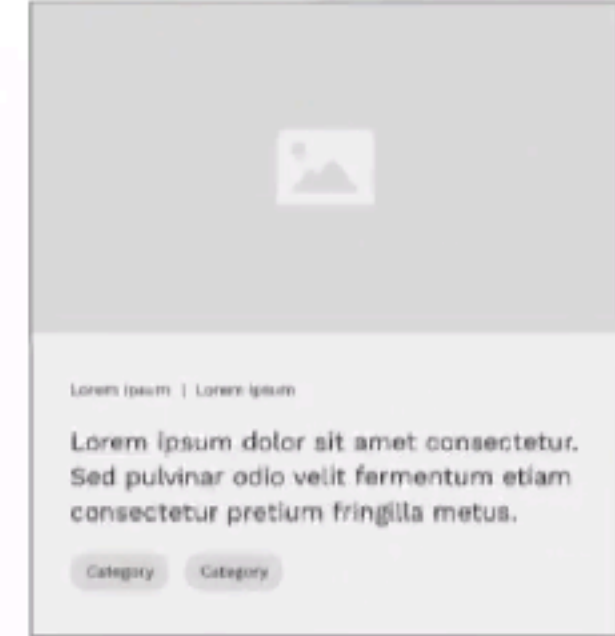 Lorem ipsum | Lorem ipsum
Lorem ipsum dolor sit amet consectetur.
Sed pulvinar odio velit fermentum etiam
consectetur pretium fringilla metus.
Category Category